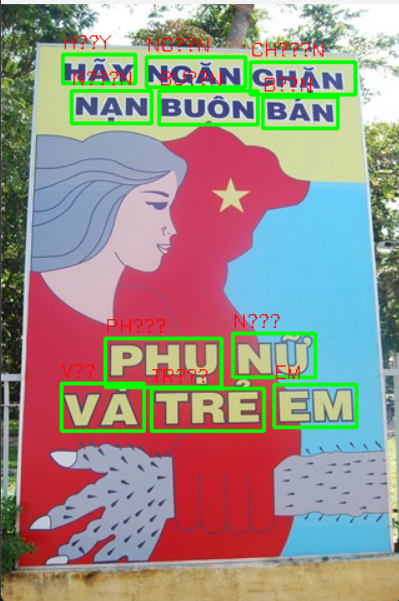 HÃY NGĂN CHẶN
NẠN BUÔN BÁN
PHỤ NỮ
VÀ TRẺ EM